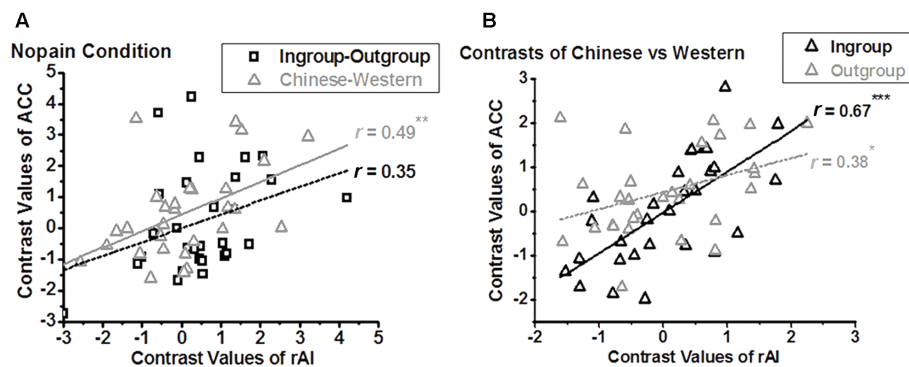 A
Nopain Condition
Ingroup-Outgroup
Chinese-Western
Contrast Values of ACC
5
4
3
2
1
0
-1
-2
-3
r = 0.49**
r = 0.35
-3 -2 -1 0 1 2 3 4 5
Contrast Values of rAI
B
Contrasts of Chinese vs Western
Ingroup
Outgroup
Contrast Values of ACC
3
2
1
0
-1
-2
r = 0.67***
r = 0.38*
-2 -1 0 1 2 3
Contrast Values of rAI